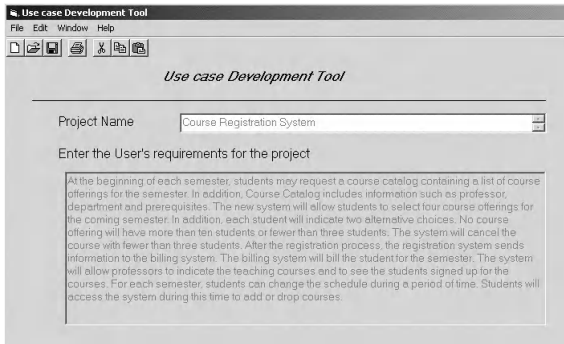 Use case Development Tool
File Edit Window Help
Use case Development Tool
Project Name Course Registration System
Enter the User's requirements for the project
At the beginning of each semester, students may request a course catalog containing a list of course
offerings for the semester. In addition, Course Catalog includes information such as professor,
department and prerequisites. The new system will allow students to select four course offerings for
the coming semester. In addition, each student will indicate two alternative choices. No course
offering will have more than ten students or fewer than three students. The system will cancel the
course with fewer than three students. After the registration process, the registration system sends
information to the billing system. The billing system will bill the student for the semester. The system
will allow professors to indicate the teaching courses and to see the students signed up for the
courses. For each semester, students can change the schedule during a period of time. Students will
access the system during this time to add or drop courses.